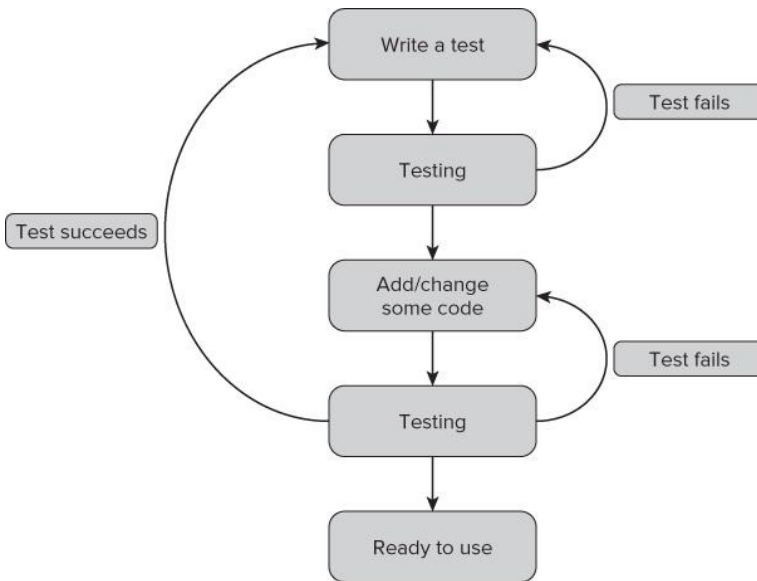 Write a test
Test fails
Testing
Test succeeds
Add/change
some code
Test fails
Testing
Ready to use